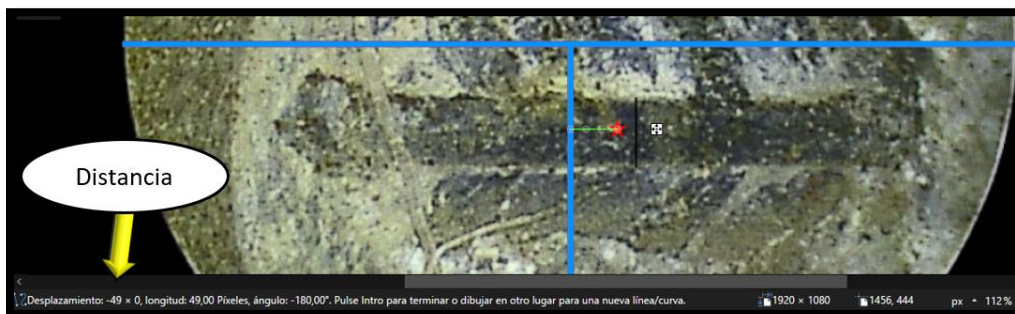 Distancia
Desplazamiento: -49 × 0, longitud: 49,00 Píxeles, ángulo: -180,00°. Pulse Intro para terminar o dibujar en otro lugar para una nueva línea/curva. 1920 × 1080 1456, 444 px 112%